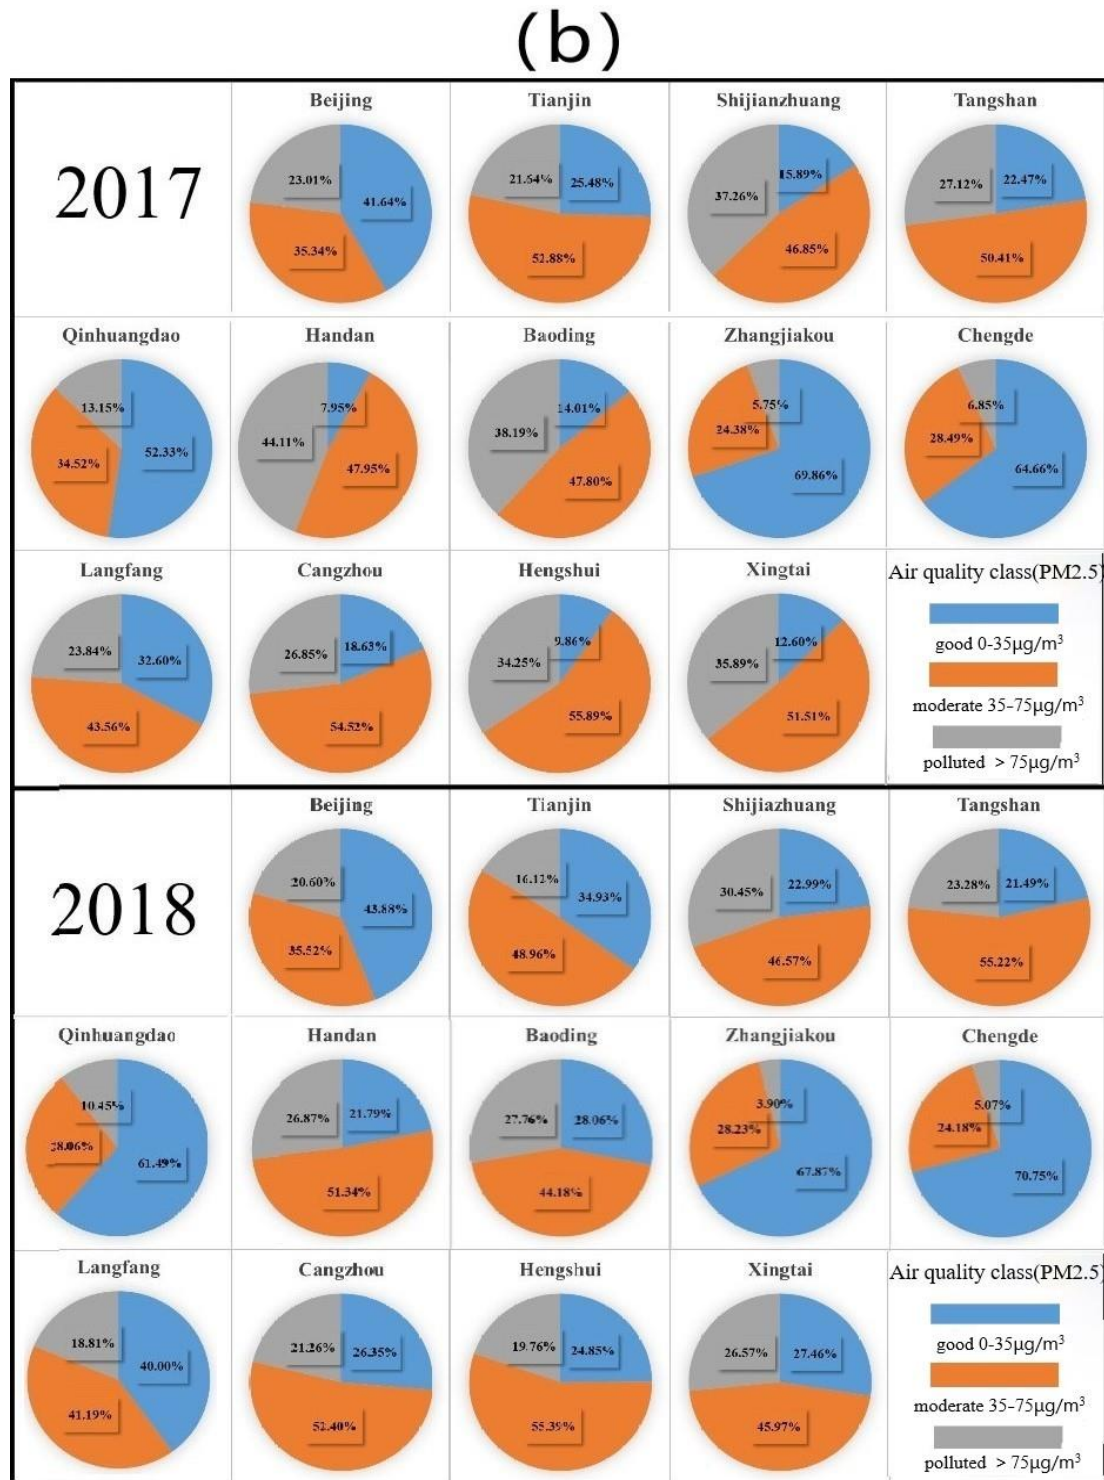 (b)
2017
Beijing
23.01%
41.64%
35.34%
Tianjin
21.64%
25.48%
52.88%
Shijianzhuang
37.26%
15.89%
46.85%
Tangshan
27.12%
22.47%
50.41%
Qinhuangdao
13.15%
34.52%
52.33%
Handan
7.95%
44.11%
47.95%
Baoding
14.01%
38.19%
47.80%
Zhangjiakou
5.75%
24.38%
69.86%
Chengde
6.85%
28.49%
64.66%
Langfang
23.84%
32.60%
43.56%
Cangzhou
26.85%
18.63%
54.52%
Hengshui
34.25%
9.86%
55.89%
Xingtai
35.89%
12.60%
51.51%
Air quality class(PM2.5)
good 0-35μg/m³
moderate 35-75μg/m³
polluted > 75μg/m³
2018
Beijing
20.60%
43.88%
35.52%
Tianjin
16.12%
34.93%
48.96%
Shijiazhuang
30.45%
22.99%
46.57%
Tangshan
23.28%
21.49%
55.22%
Qinhuangdao
10.45%
28.06%
61.49%
Handan
26.87%
21.79%
51.34%
Baoding
27.76%
28.06%
44.18%
Zhangjiakou
3.90%
28.23%
67.87%
Chengde
5.07%
24.18%
70.75%
Langfang
18.81%
40.00%
41.19%
Cangzhou
21.26%
26.35%
52.40%
Hengshui
19.76%
24.85%
55.39%
Xingtai
26.57%
27.46%
45.97%
Air quality class(PM2.5)
good 0-35μg/m³
moderate 35-75μg/m³
polluted > 75μg/m³